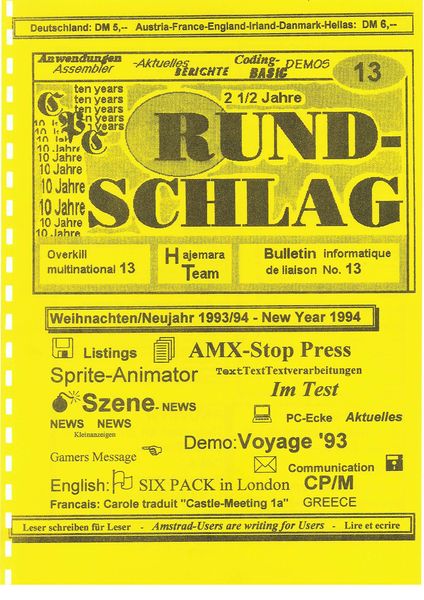 Deutschland: DM 5,-- Austria-France-England-Irland-Danmark-Hellas: DM 6,--
Anwendungen -Aktuelles Coding- DEMOS
Assembler BERICHTE BASIC
13
ten years
ten years
ten years
ten years
CPC
10 Jahre
10 Jahre
10 Jahre
10 Jahre
10 Jahre
10 Jahre
2 1/2 Jahre
RUND-
SCHLAG
Overkill
multinational 13
Hajemara
Team
Bulletin informatique
de liaison No. 13
Weihnachten/Neujahr 1993/94 - New Year 1994
Listings AMX-Stop Press
Sprite-Animator TextTextTextverarbeitungen
Im Test
Szene-NEWS
NEWS NEWS PC-Ecke Aktuelles
Kleinanzeigen
Demo:Voyage '93
Gamers Message
Communication
English: SIX PACK in London CP/M
Francais: Carole traduit "Castle-Meeting 1a" GREECE
Leser schreiben für Leser - Amstrad-Users are writing for Users - Lire et ecrire